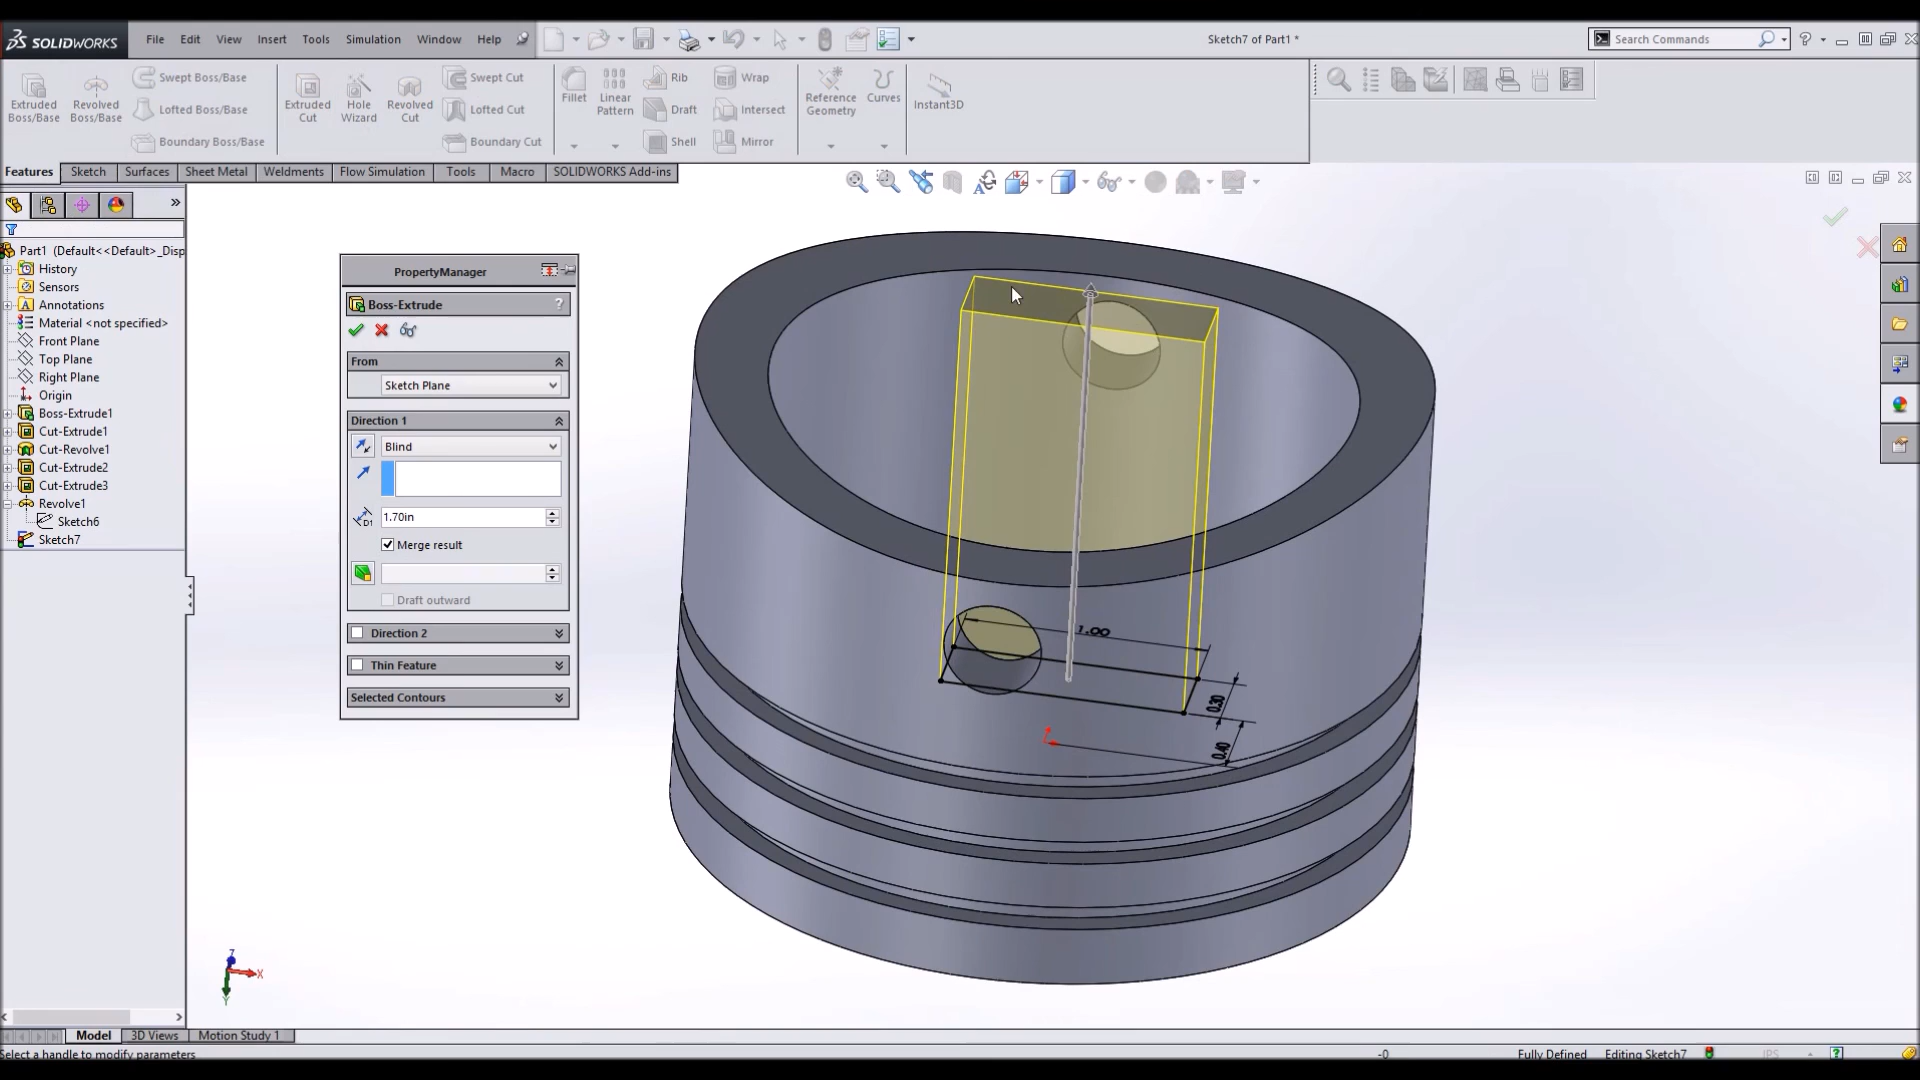 SOLIDWORKS File Edit View Insert Tools Simulation Window Help Sketch7 of Part1 * Search Commands
Extruded Boss/Base
Revolved Boss/Base
Swept Boss/Base
Lofted Boss/Base
Boundary Boss/Base
Extruded Cut
Hole Wizard
Revolved Cut
Swept Cut
Lofted Cut
Boundary Cut
Fillet
Linear Pattern
Rib
Draft
Shell
Wrap
Intersect
Mirror
Reference Geometry
Curves
Instant3D
Features Sketch Surfaces Sheet Metal Weldments Flow Simulation Tools Macro SOLIDWORKS Add-ins
Part1 (Default<<Default>_Disp
History
Sensors
Annotations
Material <not specified>
Front Plane
Top Plane
Right Plane
Origin
Boss-Extrude1
Cut-Extrude1
Cut-Revolve1
Cut-Extrude2
Cut-Extrude3
Revolve1
Sketch6
Sketch7
PropertyManager
Boss-Extrude ?
From
Sketch Plane
Direction 1
Blind
D1 1.70in
Merge result
Draft outward
Direction 2
Thin Feature
Selected Contours
1.00
0.30
0.40
Z
X
Y
Model 3D Views Motion Study 1
Select a handle to modify parameters -0 Fully Defined Editing Sketch7 IPS